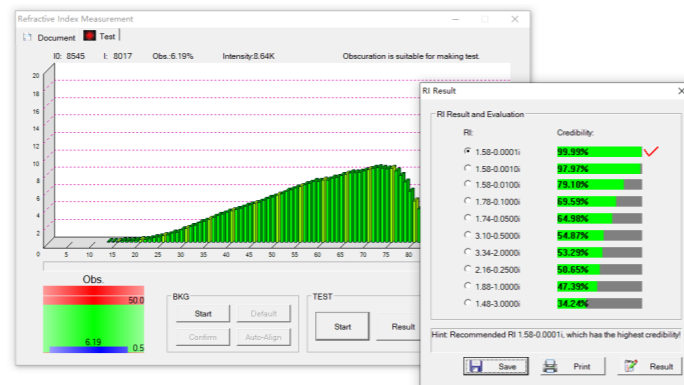 Refractive Index Measurement
Document Test
I0: 8545 I: 8017 Obs.:6.19% Intensity:8.64K Obscuration is suitable for making test.
20
18
16
14
12
10
8
6
4
2
0 5 10 15 20 25 30 35 40 45 50 55 60 65 70 75 80
Obs.
50.0
6.19
0.5
BKG
Start Default
Confirm Auto-Align
TEST
Start Result
RI Result
RI Result and Evaluation
RI: Credibility:
1.58-0.0001i 99.99%
1.58-0.0010i 97.97%
1.58-0.0100i 79.18%
1.78-0.1000i 69.59%
1.74-0.0500i 64.98%
3.10-0.5000i 54.87%
3.34-2.0000i 53.29%
2.16-0.2500i 50.65%
1.88-1.0000i 47.39%
1.48-3.0000i 34.24%
Hint: Recommended RI 1.58-0.0001i, which has the highest credibility!
Save Print Result